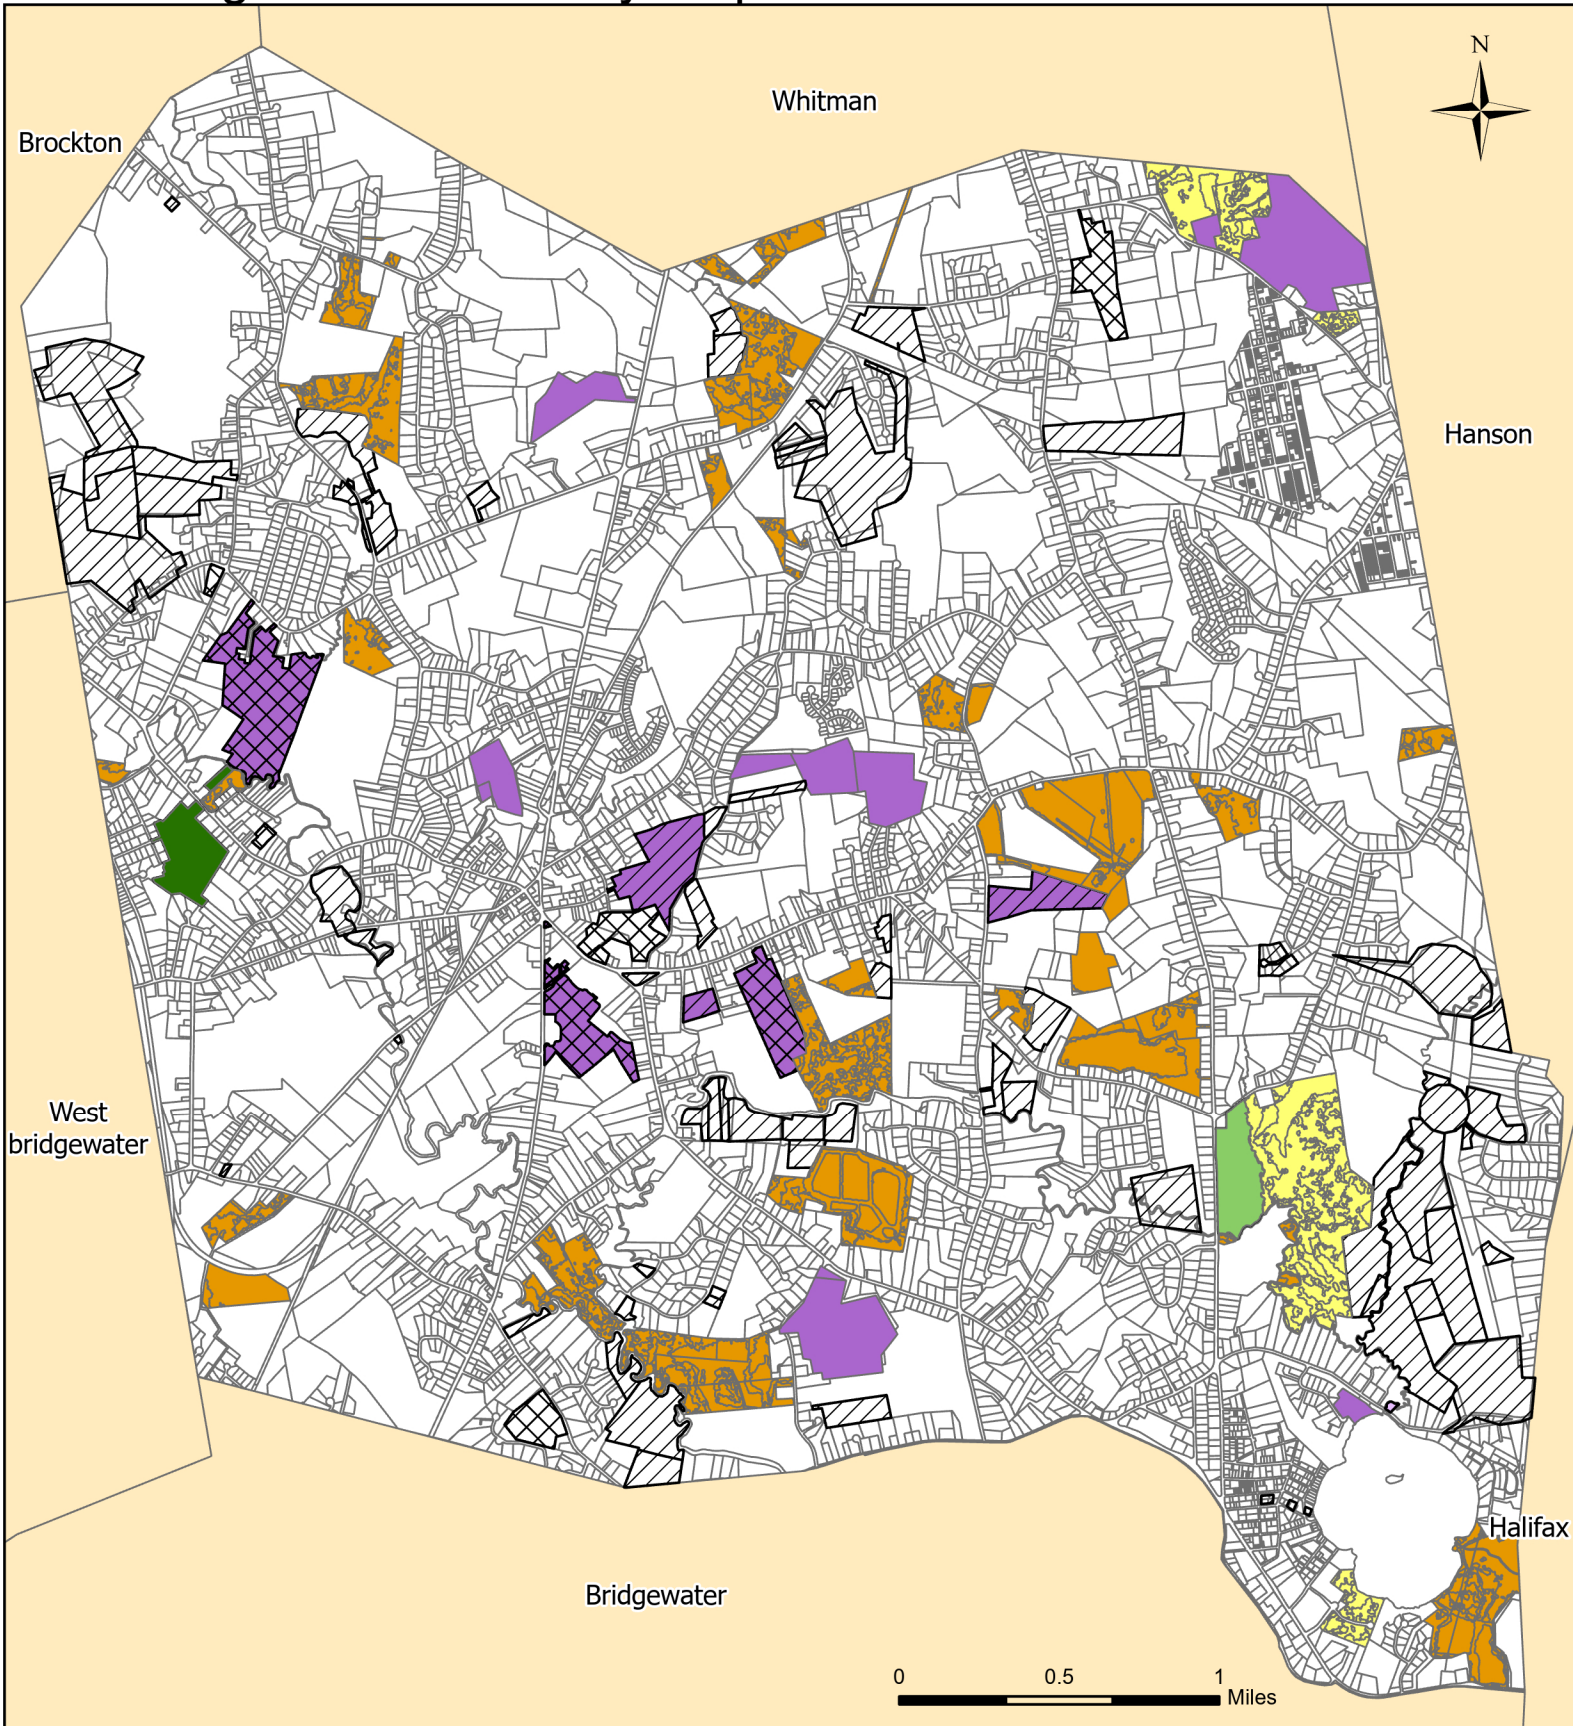 N
Whitman
Brockton
Hanson
West
bridgewater
Halifax
Bridgewater
0 0.5 1
Miles